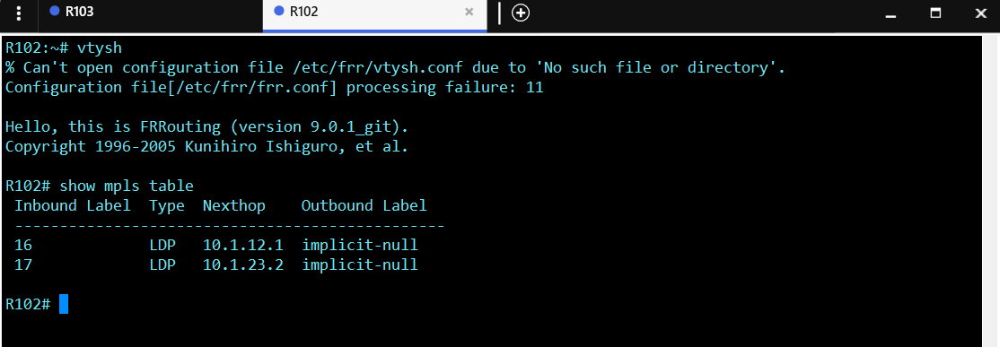 R103 R102
R102:~# vtysh
% Can't open configuration file /etc/frr/vtysh.conf due to 'No such file or directory'.
Configuration file[/etc/frr/frr.conf] processing failure: 11
Hello, this is FRRouting (version 9.0.1_git).
Copyright 1996-2005 Kunihiro Ishiguro, et al.
R102# show mpls table
Inbound Label  Type  Nexthop    Outbound Label
------------------------------------------------
16             LDP   10.1.12.1  implicit-null
17             LDP   10.1.23.2  implicit-null
R102#